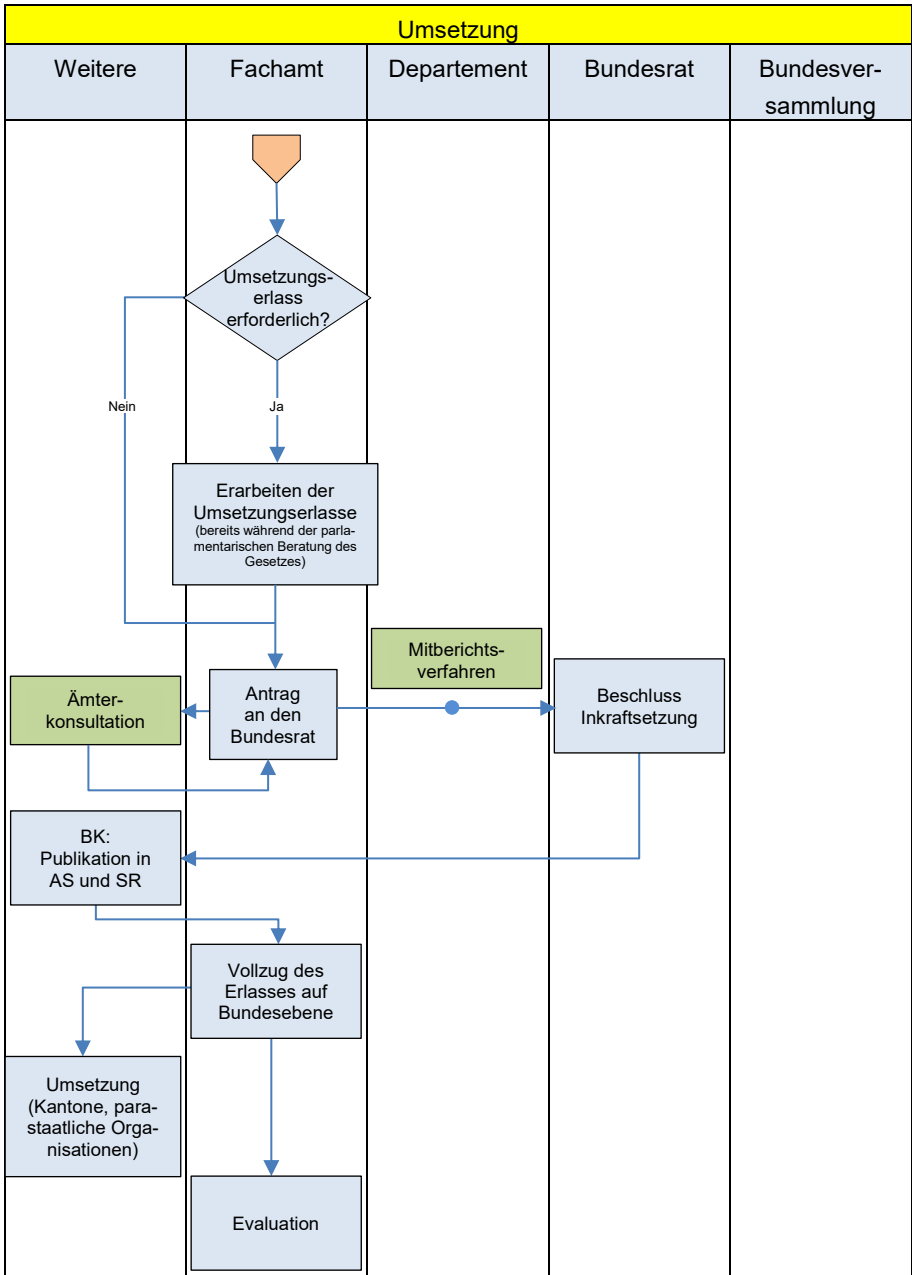 Umsetzung
Weitere
Fachamt
Departement
Bundesrat
Bundesver-
sammlung
Umsetzungs-
erlass
erforderlich?
Nein
Ja
Erarbeiten der
Umsetzungserlasse
(bereits während der parla-
mentarischen Beratung des
Gesetzes)
Mitberichts-
verfahren
Ämter-
konsultation
Antrag
an den
Bundesrat
Beschluss
Inkraftsetzung
BK:
Publikation in
AS und SR
Vollzug des
Erlasses auf
Bundesebene
Umsetzung
(Kantone, para-
staatliche Orga-
nisationen)
Evaluation